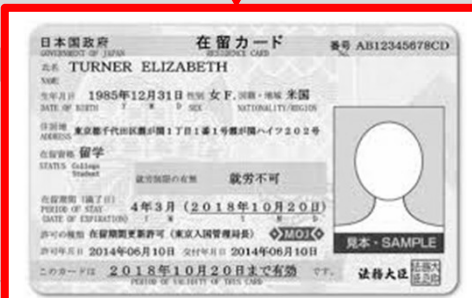 日本国政府 在留カード 番号 AB12345678CD
GOVERNMENT OF JAPAN RESIDENCE CARD No.
氏名 TURNER ELIZABETH
NAME
生年月日 1985年12月31日 性別 女 F. 国籍・地域 米国
DATE OF BIRTH Y M D SEX NATIONALITY/REGION
住居地 東京都千代田区霞が関1丁目1番1号霞が関ハイツ202号
ADDRESS
在留資格 留学
STATUS College Student
就労制限の有無 就労不可
在留期間（満了日） 4年3月（2018年10月20日）
PERIOD OF STAY
(DATE OF EXPIRATION) Y M Y M D
許可の種類 在留期間更新許可（東京入国管理局長） MOJ
許可年月日 2014年06月10日 交付年月日 2014年06月10日
見本・SAMPLE
このカードは 2018年10月20日まで有効 です。
PERIOD OF VALIDITY OF THIS CARD
法務大臣